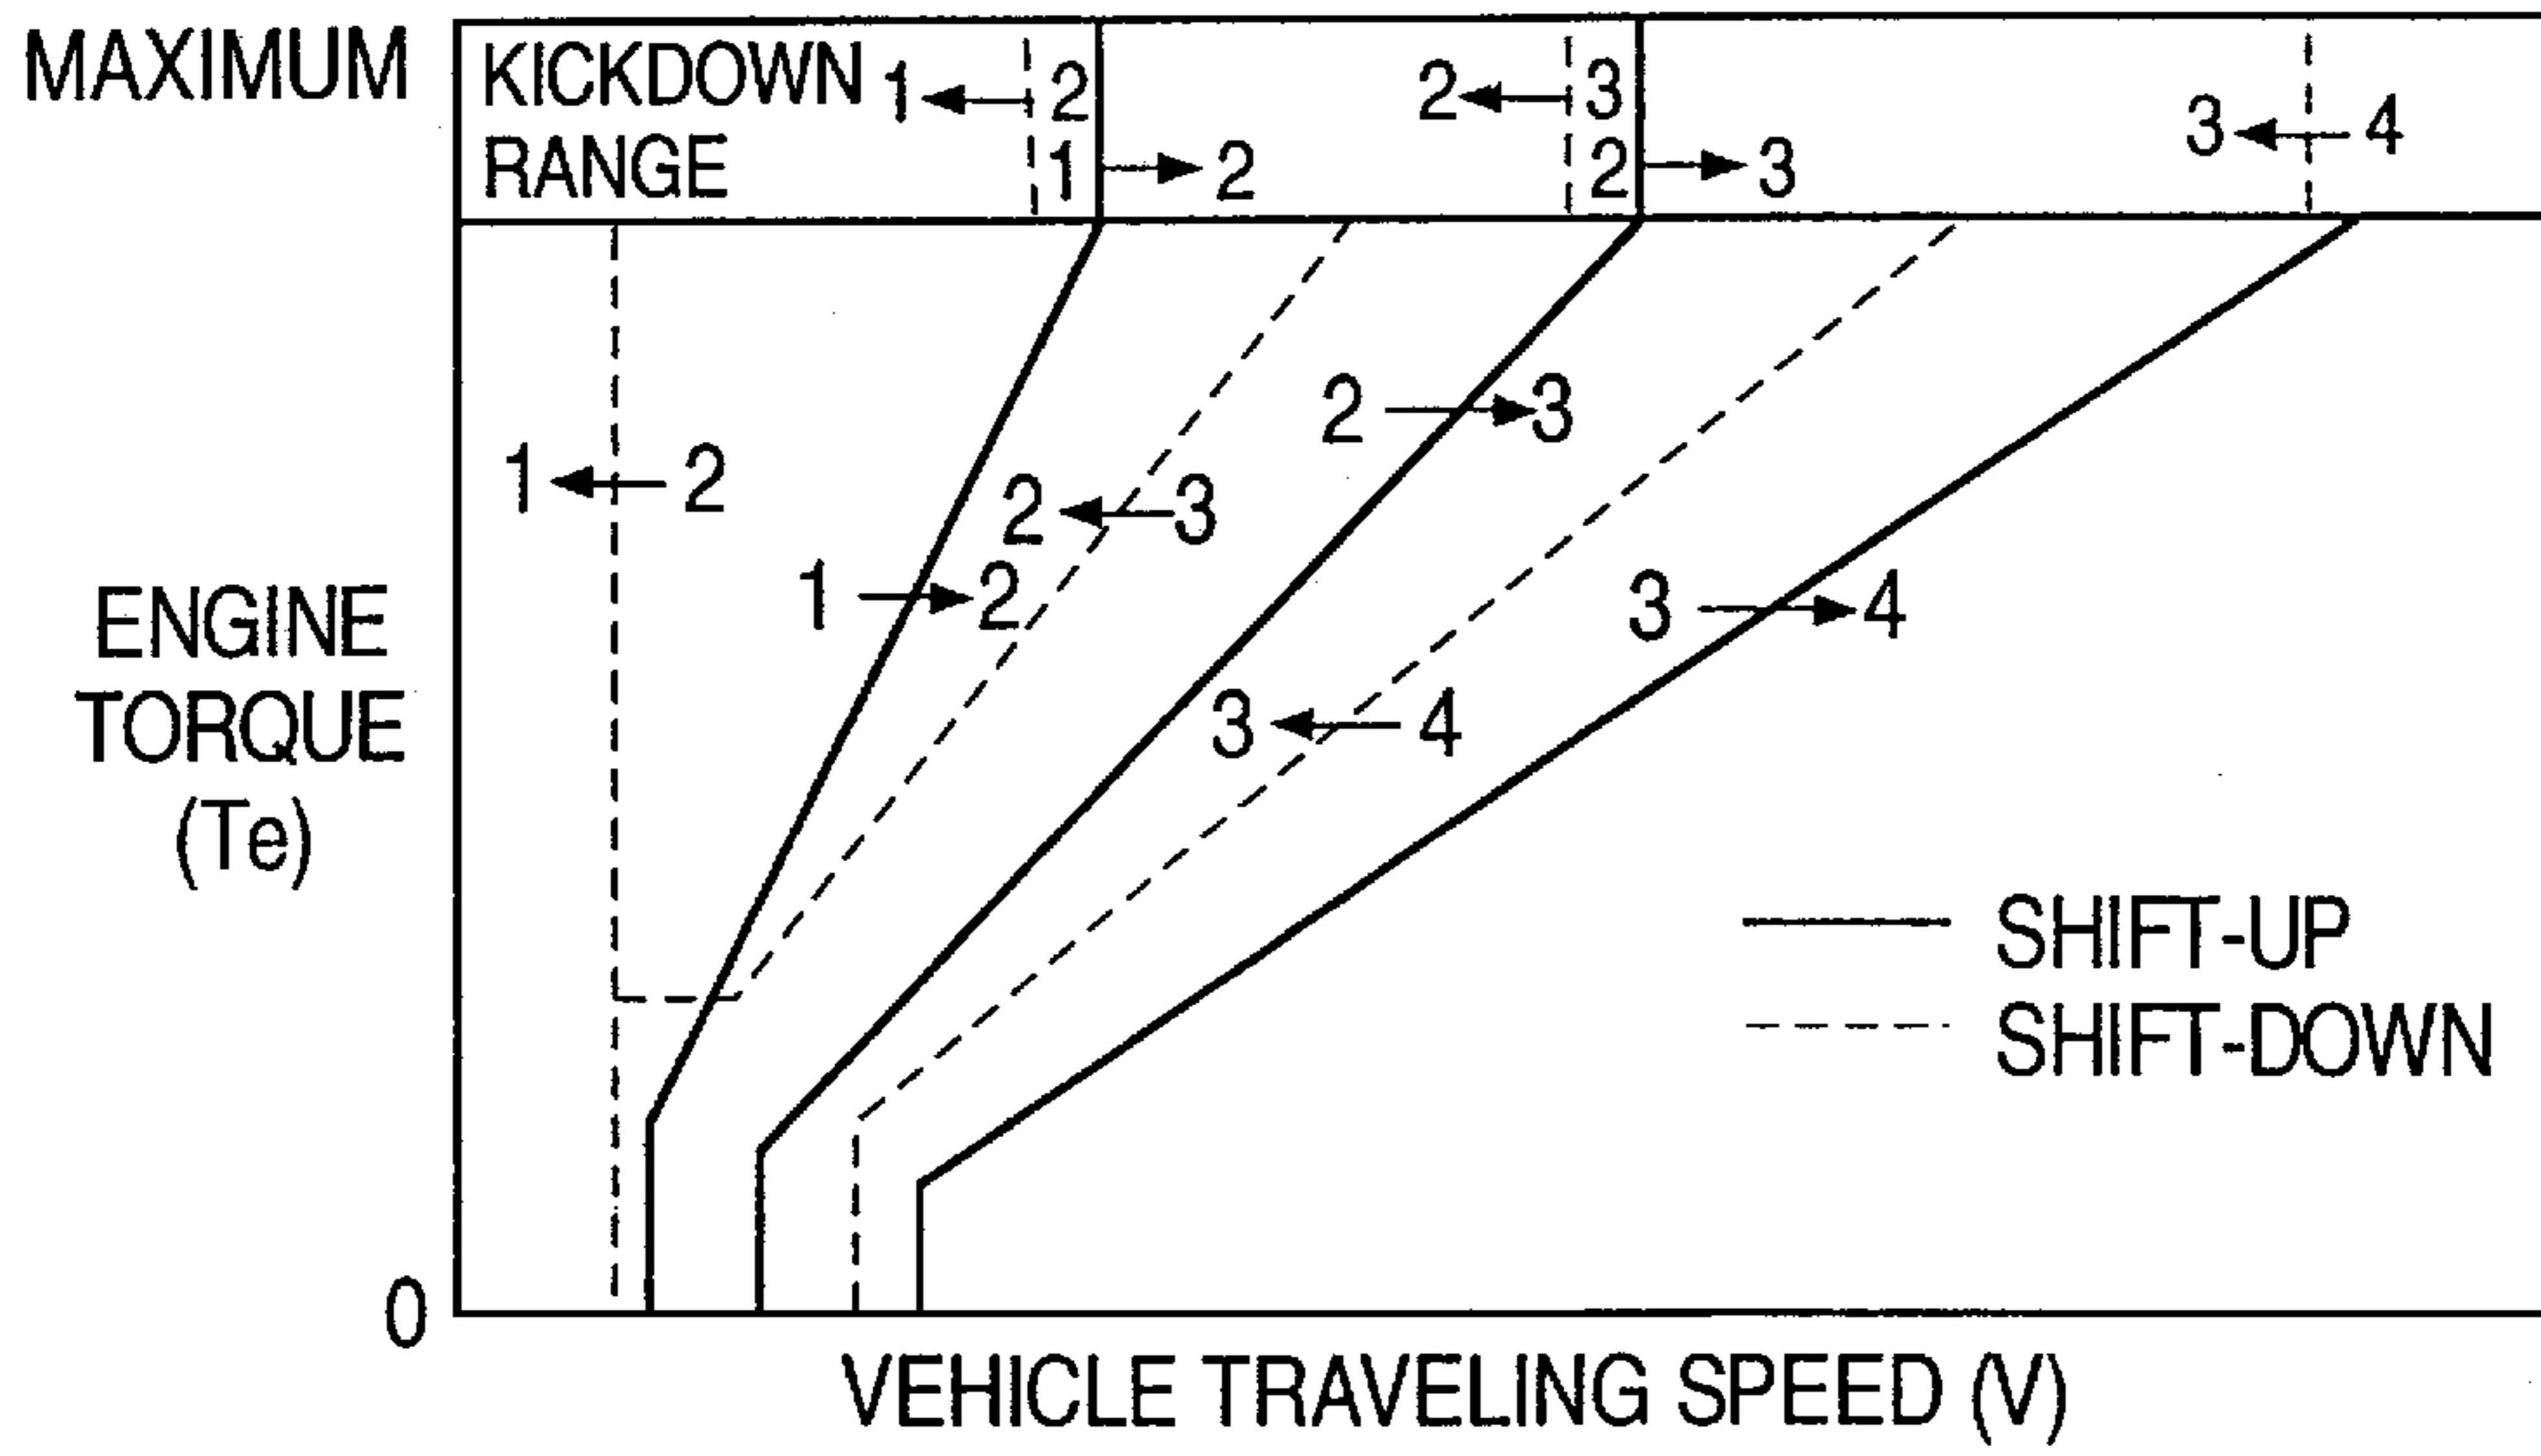 MAXIMUM
KICKDOWN
RANGE
1 2
1 2
2 3
2 3
3 4
1 2
1 2
2 3
2 3
3 4
3 4
ENGINE
TORQUE
(Te)
SHIFT-UP
SHIFT-DOWN
0
VEHICLE TRAVELING SPEED (V)